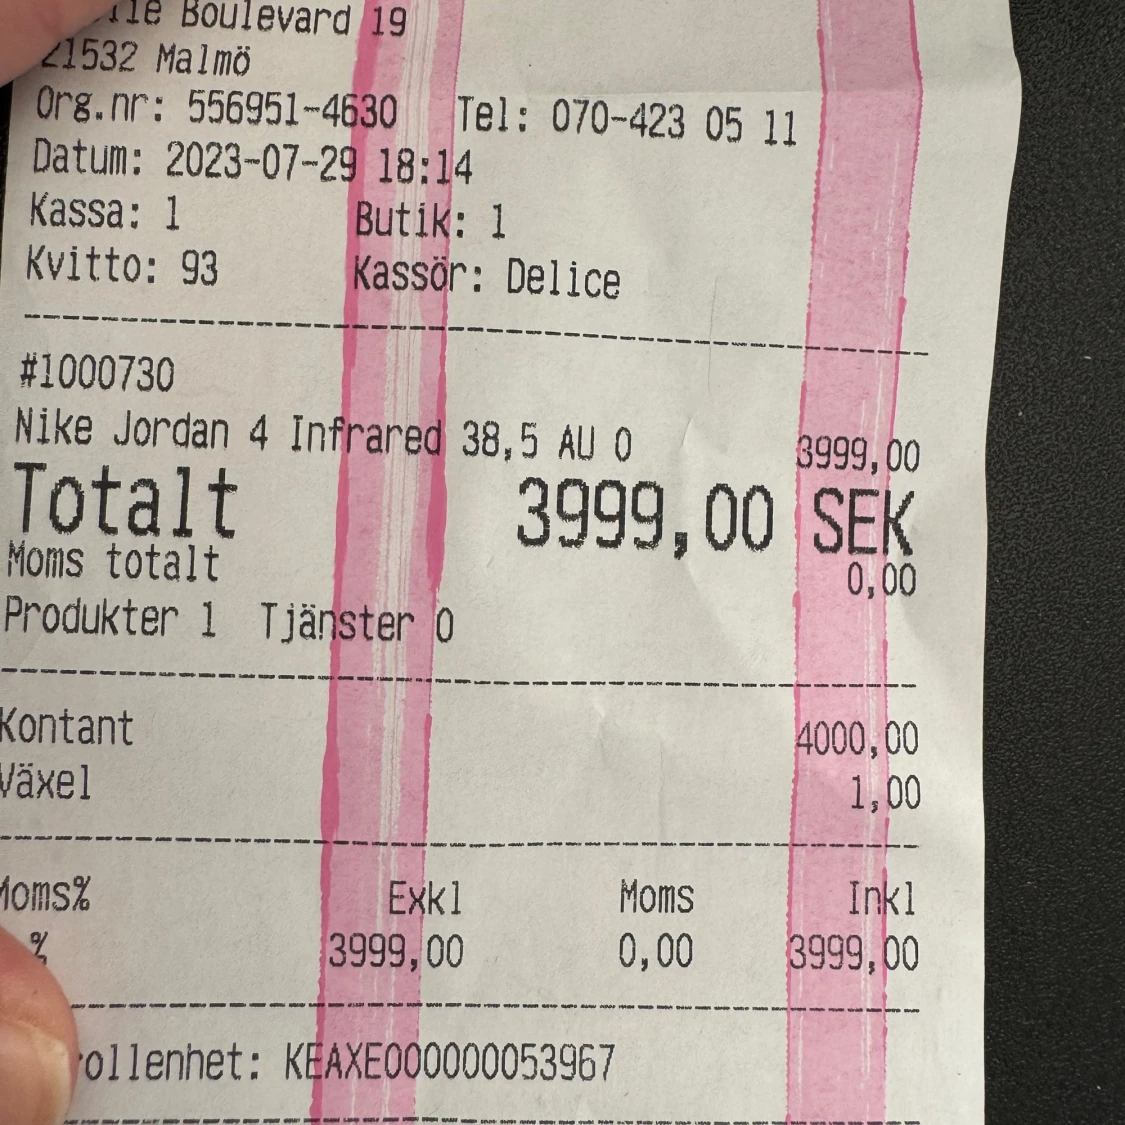 Boulevard 19
21532 Malmö
Org.nr: 556951-4630 Tel: 070-423 05 11
Datum: 2023-07-29 18:14
Kassa: 1 Butik: 1
Kvitto: 93 Kassör: Delice
#1000730
Nike Jordan 4 Infrared 38,5 AU 0 3999,00
Totalt 3999,00 SEK
Moms totalt 0,00
Produkter 1 Tjänster 0
Kontant 4000,00
Växel 1,00
Moms% Exkl Moms Inkl
% 3999,00 0,00 3999,00
rollenhet: KEAXE000000053967